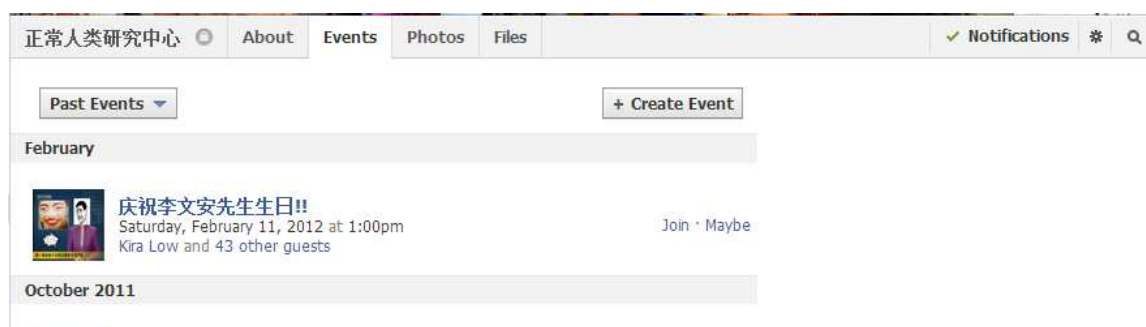 正常人类研究中心 About Events Photos Files Notifications
Past Events + Create Event
February
庆祝李文安先生生日!!
Saturday, February 11, 2012 at 1:00pm
Join · Maybe
Kira Low and 43 other guests
October 2011